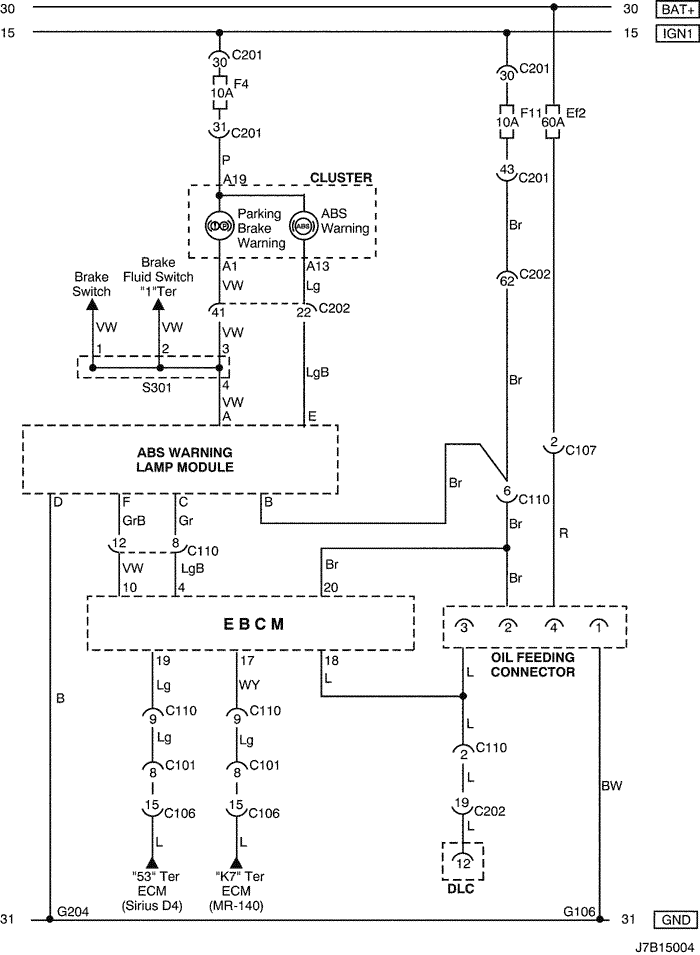 30 30 BAT+
15 15 IGN1
30 C201 30 C201
F4
10A
F11 Ef2
10A 60A
31 C201
P
43
C201
A19
CLUSTER
Parking
Brake
Warning
ABS
ABS
Warning
Br
A1 A13
VW Lg
Brake
Switch
Brake
Fluid Switch
"1"Ter
62 C202
41 22 C202
VW VW VW
1 2 3
S301
4
LgB
Br
VW
A E
ABS WARNING
LAMP MODULE
2
C107
D F C B
Br
6
C110
GrB Gr
Br
R
12 8
C110
VW LgB
Br
Br
10 4 20
E B C M
3 2 4 1
OIL FEEDING
CONNECTOR
19 17 18
Lg WY L L
B
9 C110 9 C110
L
Lg Lg
2 C110
8 C101 8 C101
L
BW
15 C106 15 C106
19
C202
L L
L
12
DLC
"53" Ter
ECM
(Sirius D4)
"K7" Ter
ECM
(MR-140)
31 G204 G106 31 GND
J7B15004